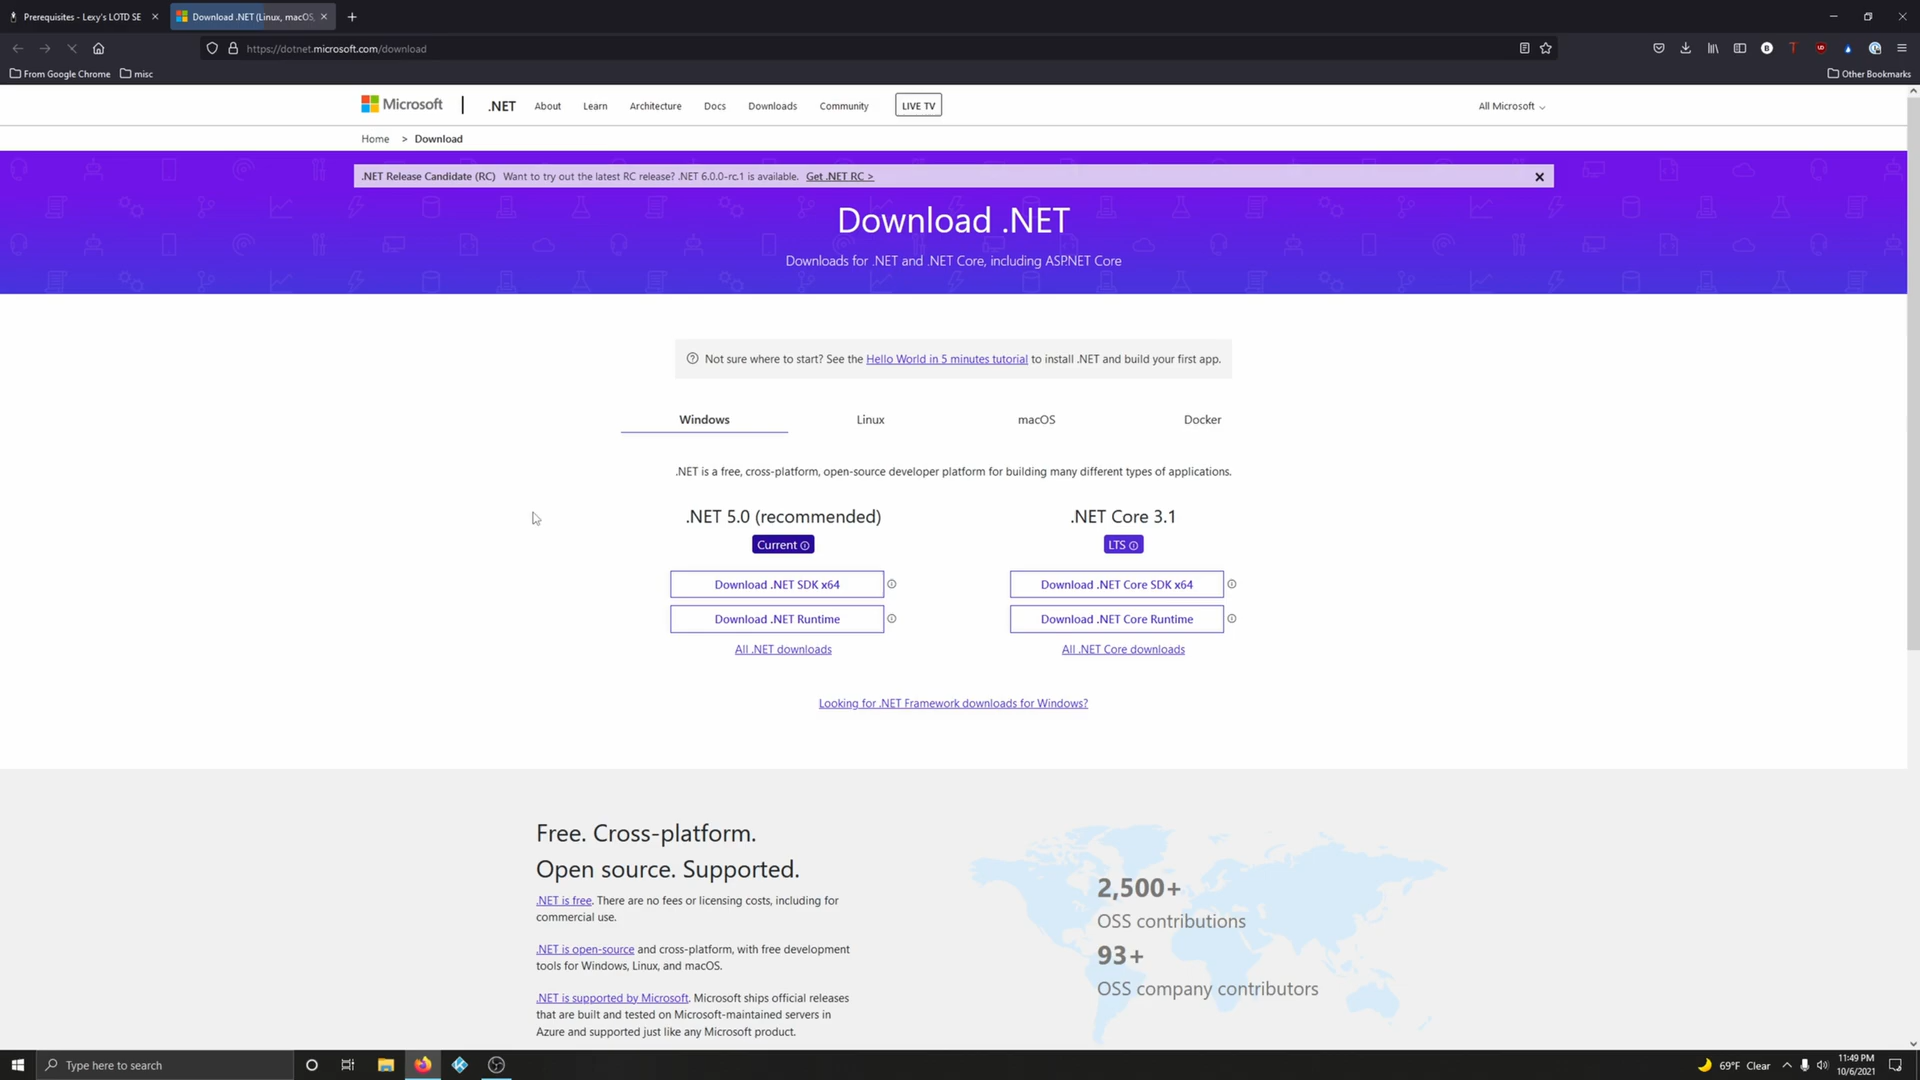 Prerequisites - Lexy's LOTD SE
Download .NET (Linux, macOS,
https://dotnet.microsoft.com/download
From Google Chrome
misc
Other Bookmarks
Microsoft
.NET
About
Learn
Architecture
Docs
Downloads
Community
LIVE TV
All Microsoft
Home > Download
.NET Release Candidate (RC) Want to try out the latest RC release? .NET 6.0.0-rc.1 is available. Get .NET RC >
Download .NET
Downloads for .NET and .NET Core, including ASP.NET Core
Not sure where to start? See the Hello World in 5 minutes tutorial to install .NET and build your first app.
Windows
Linux
macOS
Docker
.NET is a free, cross-platform, open-source developer platform for building many different types of applications.
.NET 5.0 (recommended)
Current
Download .NET SDK x64
Download .NET Runtime
All .NET downloads
.NET Core 3.1
LTS
Download .NET Core SDK x64
Download .NET Core Runtime
All .NET Core downloads
Looking for .NET Framework downloads for Windows?
Free. Cross-platform.
Open source. Supported.
.NET is free. There are no fees or licensing costs, including for
commercial use.
.NET is open-source and cross-platform, with free development
tools for Windows, Linux, and macOS.
.NET is supported by Microsoft. Microsoft ships official releases
that are built and tested on Microsoft-maintained servers in
Azure and supported just like any Microsoft product.
2,500+
OSS contributions
93+
OSS company contributors
Type here to search
69°F Clear
11:49 PM
10/6/2021